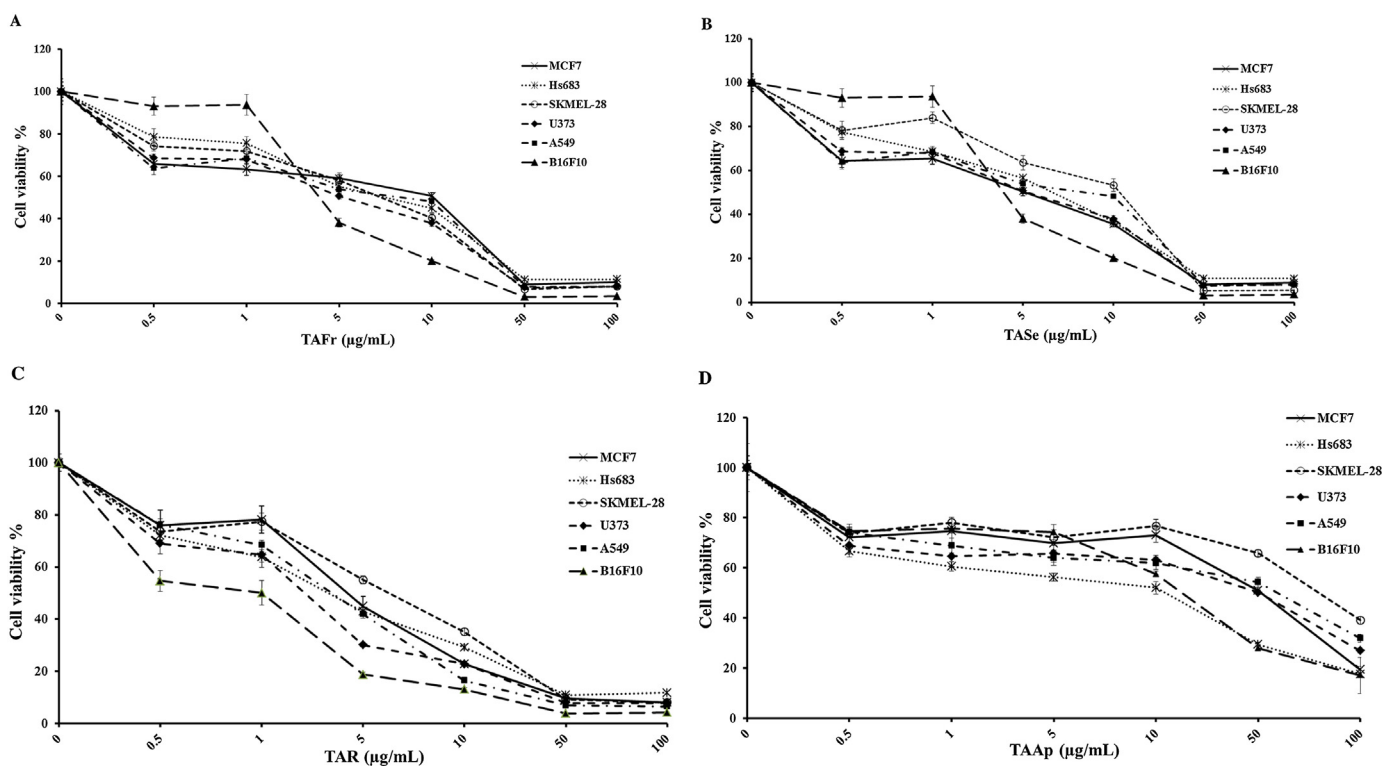 A
Cell viability %
120
100
80
60
40
20
0
0
0.5
1
5
10
50
100
TAFr (µg/mL)
MCF7
Hs683
SKMEL-28
U373
A549
B16F10
B
Cell viability %
120
100
80
60
40
20
0
0
0.5
1
5
10
50
100
TASe (µg/mL)
MCF7
Hs683
SKMEL-28
U373
A549
B16F10
C
Cell viability %
120
100
80
60
40
20
0
0
0.5
1
5
10
50
100
TAR (µg/mL)
MCF7
Hs683
SKMEL-28
U373
A549
B16F10
D
Cell viability %
120
100
80
60
40
20
0
0
0.5
1
5
10
50
100
TAAp (µg/mL)
MCF7
Hs683
SKMEL-28
U373
A549
B16F10